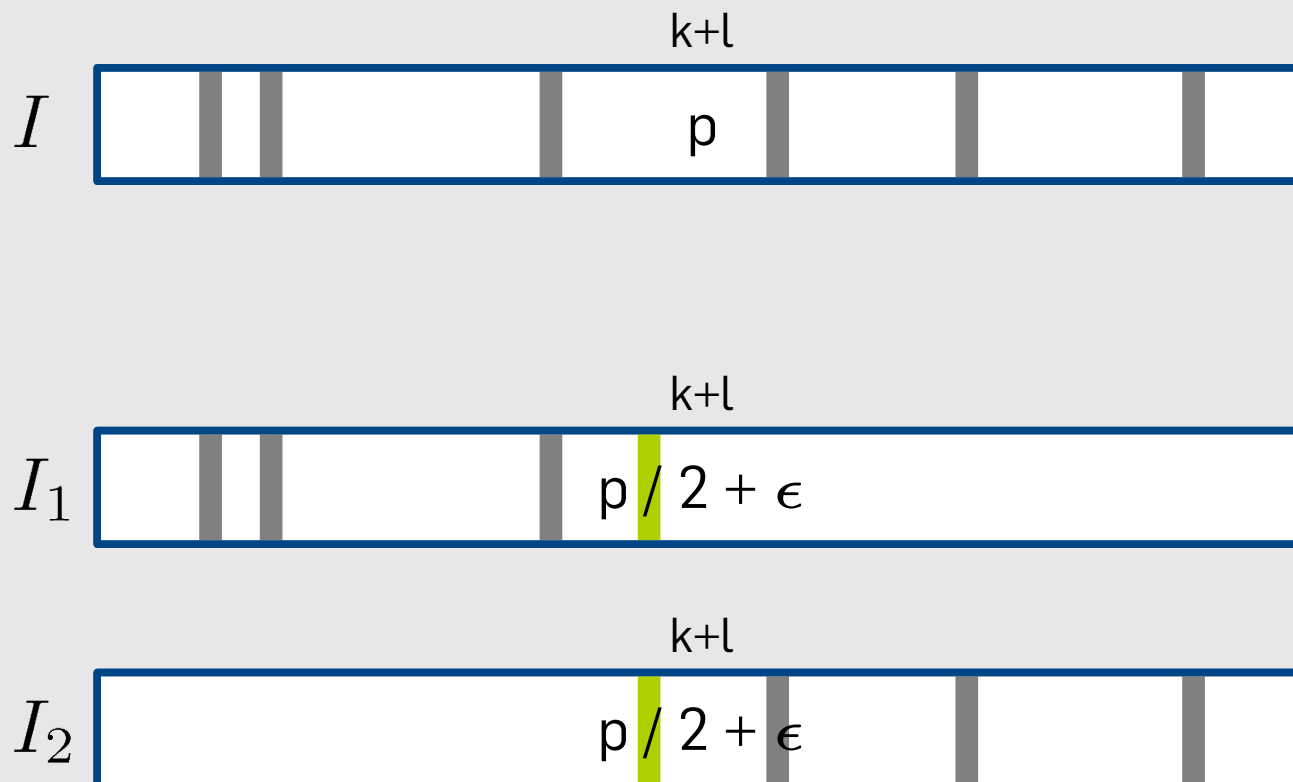 k+l
I
p
k+l
I₁
p / 2 + ϵ
k+l
I₂
p / 2 + ϵ